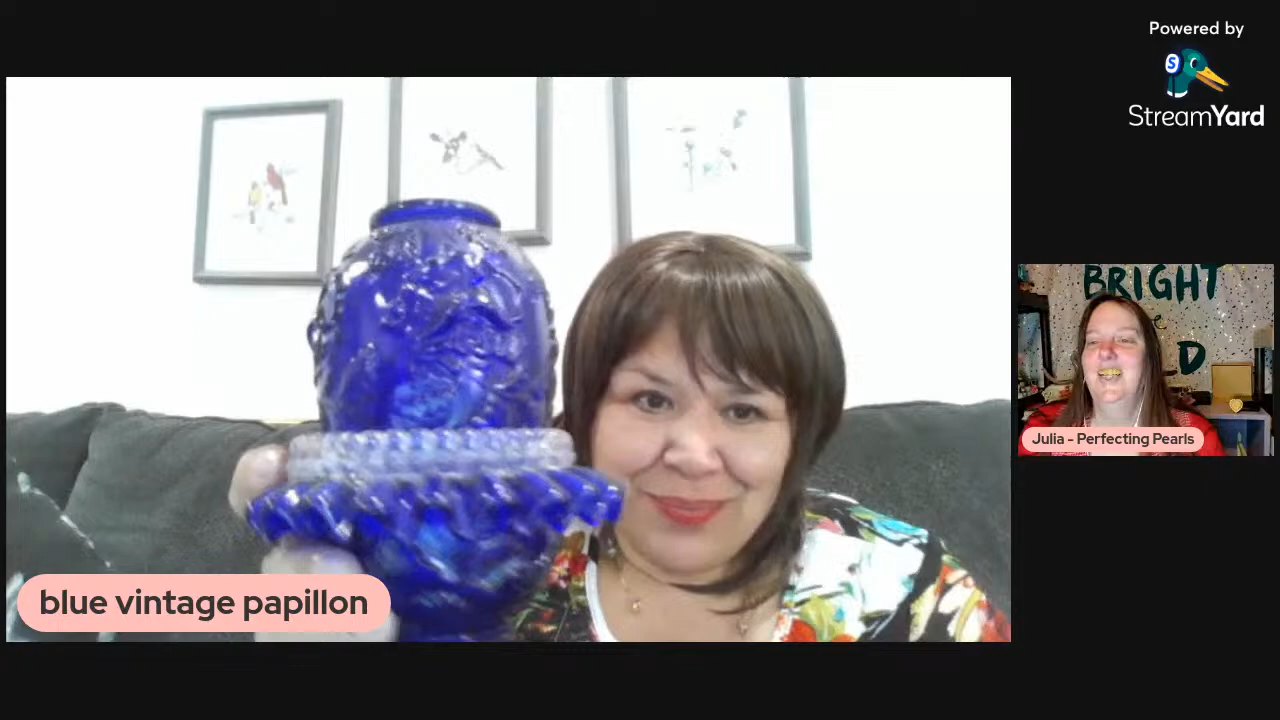 Powered by
StreamYard
BRIGHT
D
Julia - Perfecting Pearls
blue vintage papillon